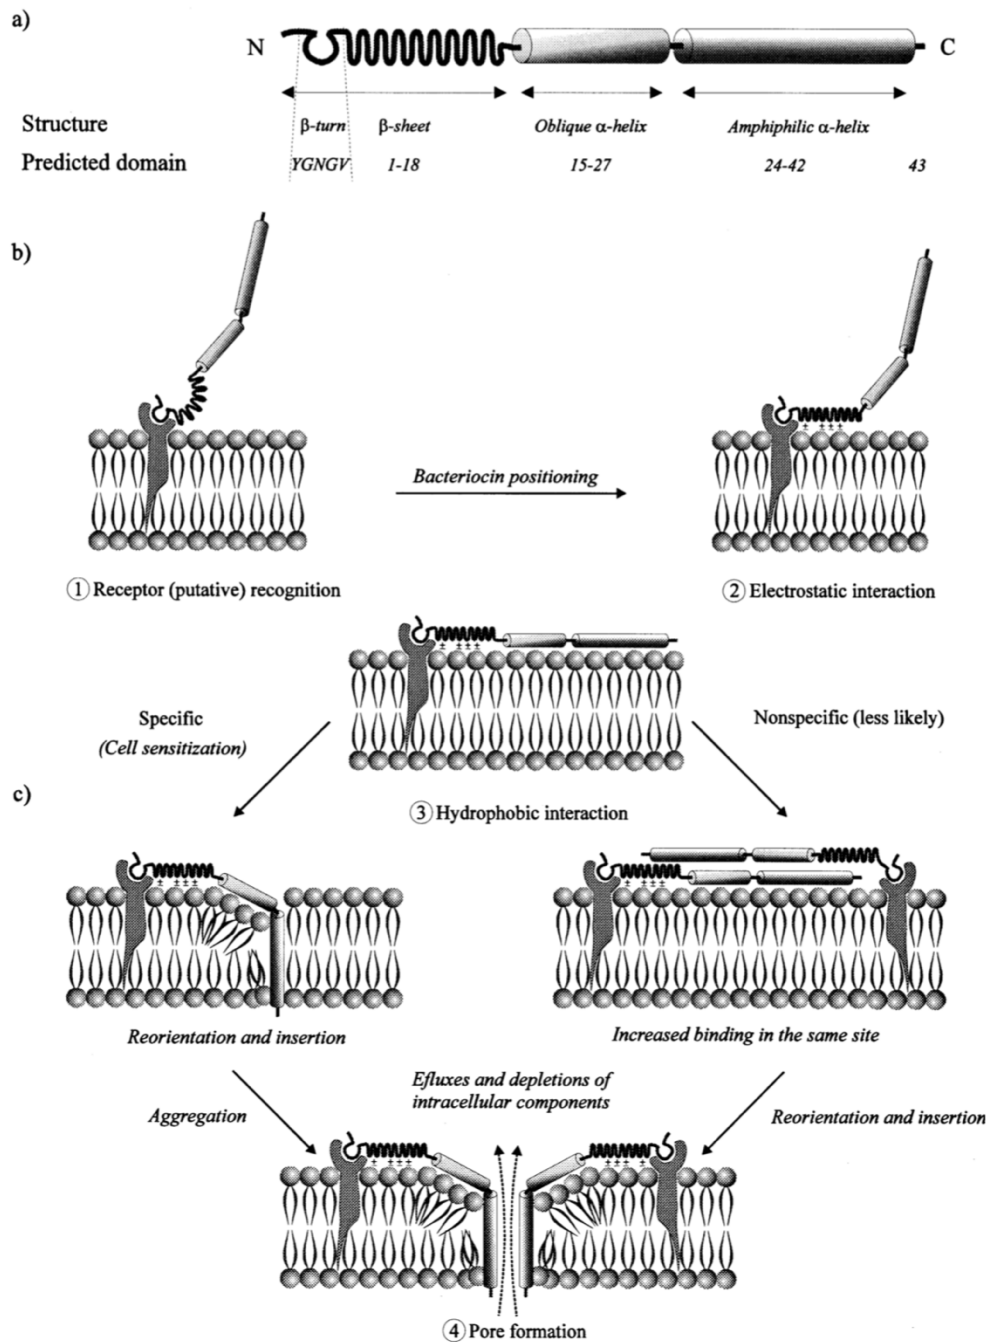 a)
N
C
Structure
β-turn
β-sheet
Oblique α-helix
Amphiphilic α-helix
Predicted domain
YGNGV
1-18
15-27
24-42
43
b)
Bacteriocin positioning
± ± ± ±
① Receptor (putative) recognition
② Electrostatic interaction
± ± ± ±
Specific
(Cell sensitization)
Nonspecific (less likely)
c)
③ Hydrophobic interaction
± ± ± ±
± ± ± ±
Reorientation and insertion
Increased binding in the same site
Efluxes and depletions of
intracellular components
Aggregation
Reorientation and insertion
± ± ± ±
± ± ± ±
④ Pore formation